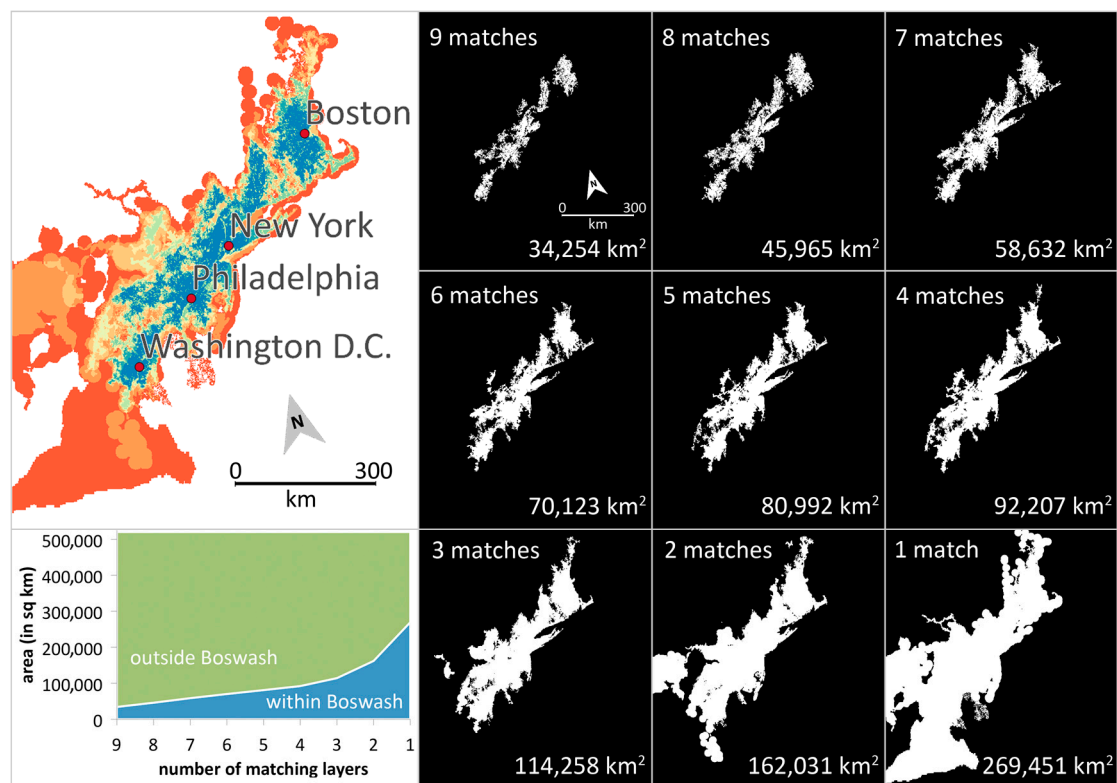 Boston
New York
Philadelphia
Washington D.C.
N
0 300
km
9 matches
N
0 300
km
34,254 km²
8 matches
45,965 km²
7 matches
58,632 km²
6 matches
70,123 km²
5 matches
80,992 km²
4 matches
92,207 km²
3 matches
114,258 km²
2 matches
162,031 km²
1 match
269,451 km²
area (in sq km)
500,000
400,000
300,000
200,000
100,000
0
outside Boswash
within Boswash
9 8 7 6 5 4 3 2 1
number of matching layers